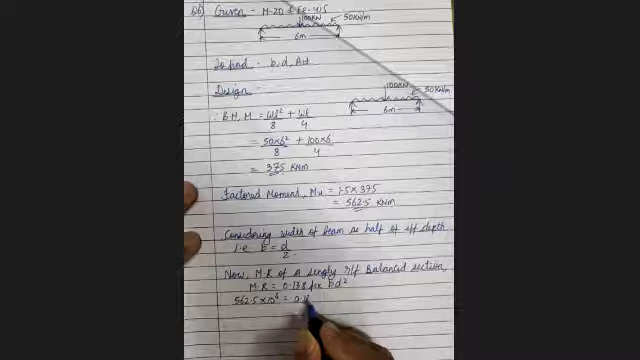 Q6) Given - M-20 & Fe-415
100KN
50KN/m
6m
To find - b, d, Ast
Design -
100KN
50KN/m
6m
∴ BM, M = wl²/8 + wl/4
= 50×6²/8 + 100×6/4
= 375 KNm
Factored Moment, Mu = 1.5 × 375
= 562.5 KNm
Considering width of beam as half of eff depth
i.e b = d/2.
Now, M.R of a singly r/f Balanced section,
M.R = 0.138 fck bd²
562.5×10⁶ = 0.1